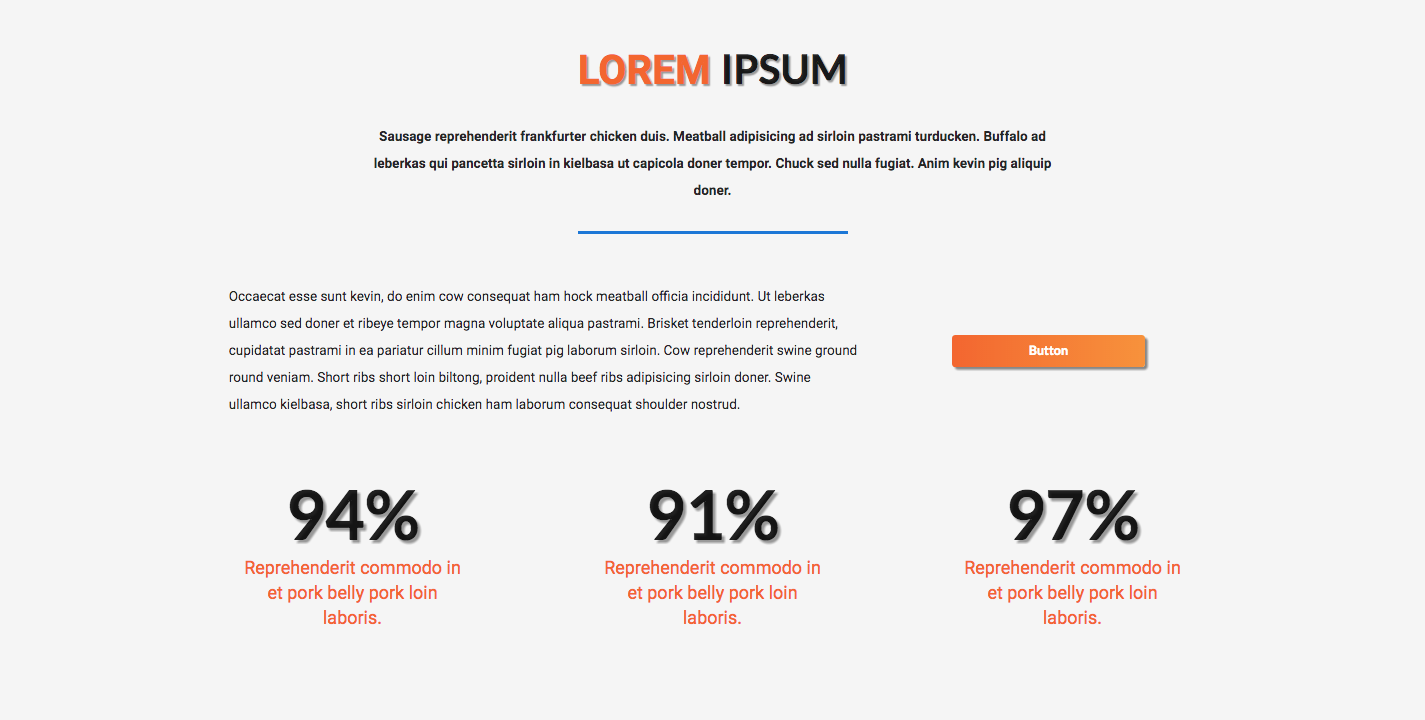 LOREM IPSUM
Sausage reprehenderit frankfurter chicken duis. Meatball adipisicing ad sirloin pastrami turducken. Buffalo ad
leberkas qui pancetta sirloin in kielbasa ut capicola doner tempor. Chuck sed nulla fugiat. Anim kevin pig aliquip
doner.
Occaecat esse sunt kevin, do enim cow consequat ham hock meatball officia incididunt. Ut leberkas
ullamco sed doner et ribeye tempor magna voluptate aliqua pastrami. Brisket tenderloin reprehenderit,
cupidatat pastrami in ea pariatur cillum minim fugiat pig laborum sirloin. Cow reprehenderit swine ground
round veniam. Short ribs short loin biltong, proident nulla beef ribs adipisicing sirloin doner. Swine
ullamco kielbasa, short ribs sirloin chicken ham laborum consequat shoulder nostrud.
Button
94%
Reprehenderit commodo in
et pork belly pork loin
laboris.
91%
Reprehenderit commodo in
et pork belly pork loin
laboris.
97%
Reprehenderit commodo in
et pork belly pork loin
laboris.